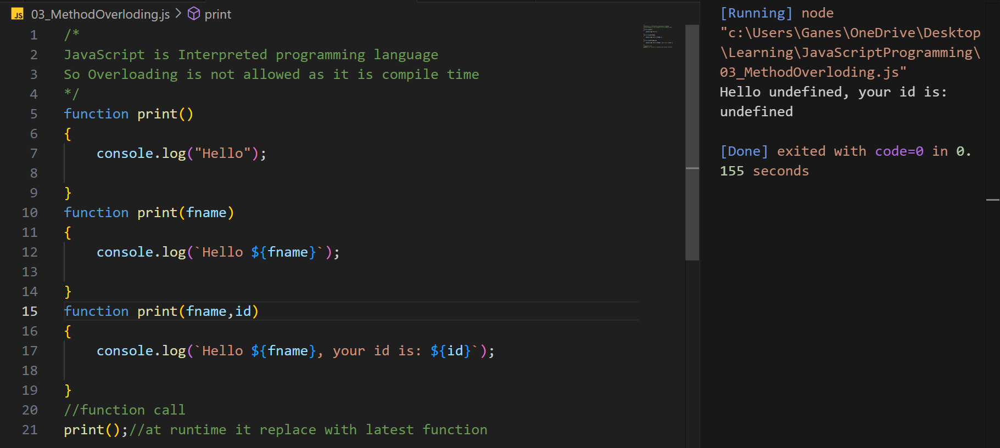 JS 03_MethodOverloding.js > print
1 /*
2 JavaScript is Interpreted programming language
3 So Overloading is not allowed as it is compile time
4 */
5 function print()
6 {
7     console.log("Hello");
8
9 }
10 function print(fname)
11 {
12     console.log(`Hello ${fname}`);
13
14 }
15 function print(fname,id)
16 {
17     console.log(`Hello ${fname}, your id is: ${id}`);
18
19 }
20 //function call
21 print();//at runtime it replace with latest function
[Running] node
"c:\Users\Ganes\OneDrive\Desktop
\Learning\JavaScriptProgramming\
03_MethodOverloding.js"
Hello undefined, your id is:
undefined
[Done] exited with code=0 in 0.
155 seconds